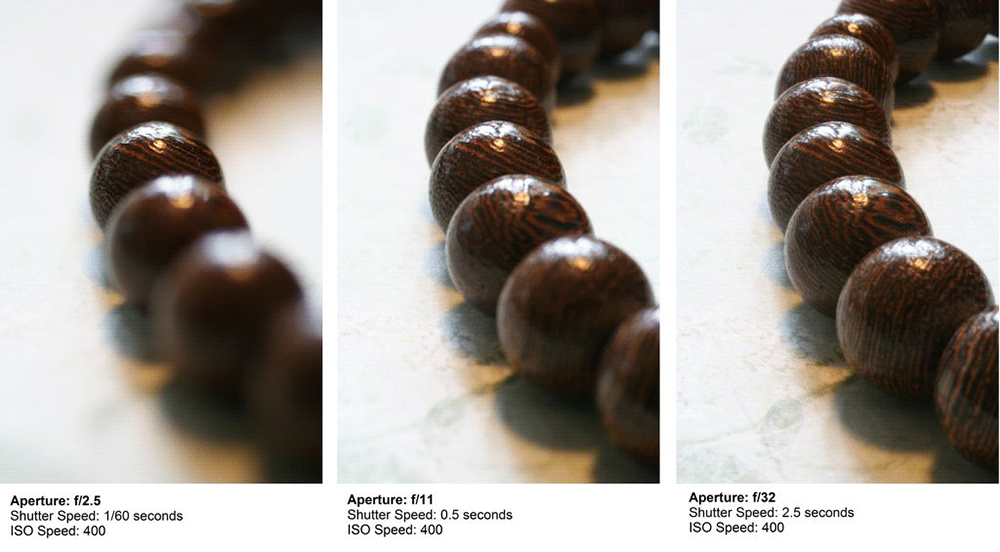 Aperture: f/2.5
Shutter Speed: 1/60 seconds
ISO Speed: 400
Aperture: f/11
Shutter Speed: 0.5 seconds
ISO Speed: 400
Aperture: f/32
Shutter Speed: 2.5 seconds
ISO Speed: 400